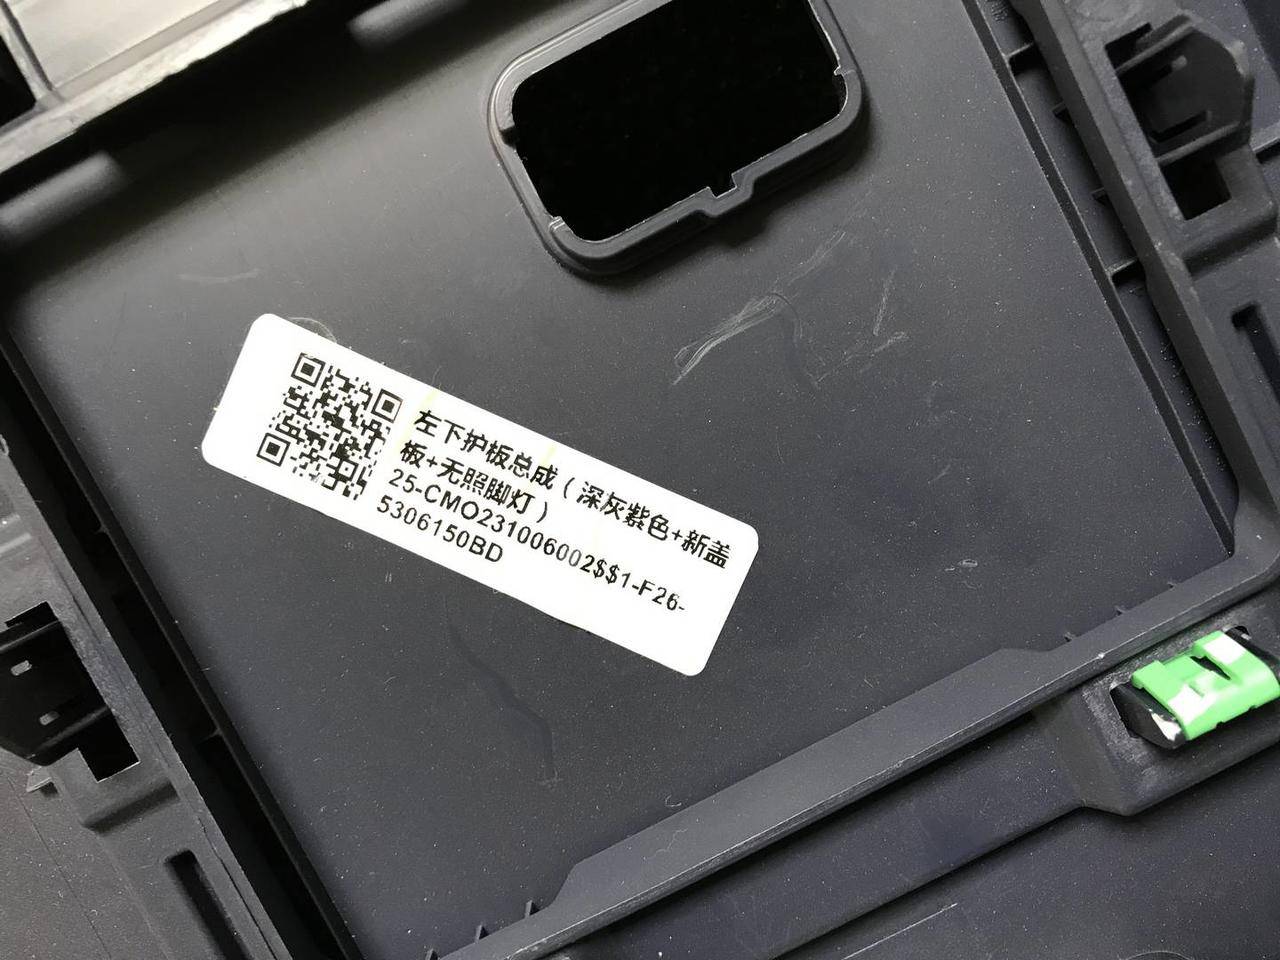 左下护板总成（深灰紫色+新盖
板+无照脚灯）
25-CMO231006002$$1-F26-
5306150BD